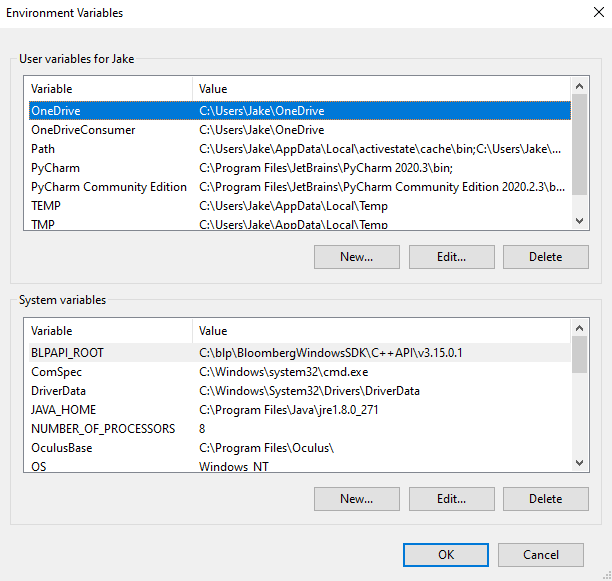 Environment Variables
User variables for Jake
Variable Value
OneDrive C:\Users\Jake\OneDrive
OneDriveConsumer C:\Users\Jake\OneDrive
Path C:\Users\Jake\AppData\Local\activestate\cache\bin;C:\Users\Jake\...
PyCharm C:\Program Files\JetBrains\PyCharm 2020.3\bin;
PyCharm Community Edition C:\Program Files\JetBrains\PyCharm Community Edition 2020.2.3\b...
TEMP C:\Users\Jake\AppData\Local\Temp
TMP C:\Users\Jake\AppData\Local\Temp
New... Edit... Delete
System variables
Variable Value
BLPAPI_ROOT C:\blp\BloombergWindowsSDK\C++API\v3.15.0.1
ComSpec C:\Windows\system32\cmd.exe
DriverData C:\Windows\System32\Drivers\DriverData
JAVA_HOME C:\Program Files\Java\jre1.8.0_271
NUMBER_OF_PROCESSORS 8
OculusBase C:\Program Files\Oculus\
OS Windows_NT
New... Edit... Delete
OK Cancel